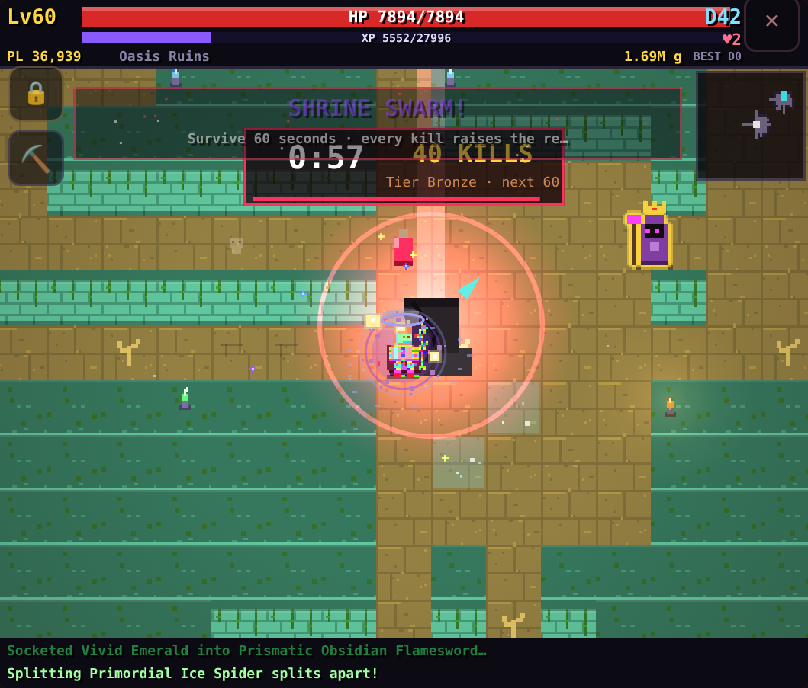 Lv60
HP 7894/7894
D42
×
XP 5552/27996
♥2
PL 36,939
Oasis Ruins
1.69M g
BEST D0
SHRINE SWARM!
Survive 60 seconds · every kill raises the re…
0:57
40 KILLS
Tier Bronze · next 60
Socketed Vivid Emerald into Prismatic Obsidian Flamesword…
Splitting Primordial Ice Spider splits apart!